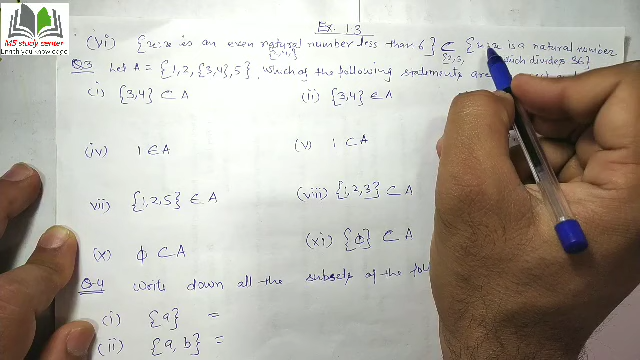 MS study center
Ex. 1.3
(vi) {x:x is an even natural number less than 6} ⊂ {x:x is a natural number
{2,4}
which divides 36}
Q.3 Let A = {1, 2, {3,4}, 5}, Which of the following statements are
(i) {3,4} ⊂ A (ii) {3,4} ∈ A
(iv) 1 ∈ A (v) 1 ⊂ A
vii) {1,2,5} ∈ A (viii) {1,2,3} ⊂ A
(x) ϕ ⊂ A (xi) {ϕ} ⊂ A
Q.4 Write down all the subsets of the
(i) {a} =
(ii) {a, b} =